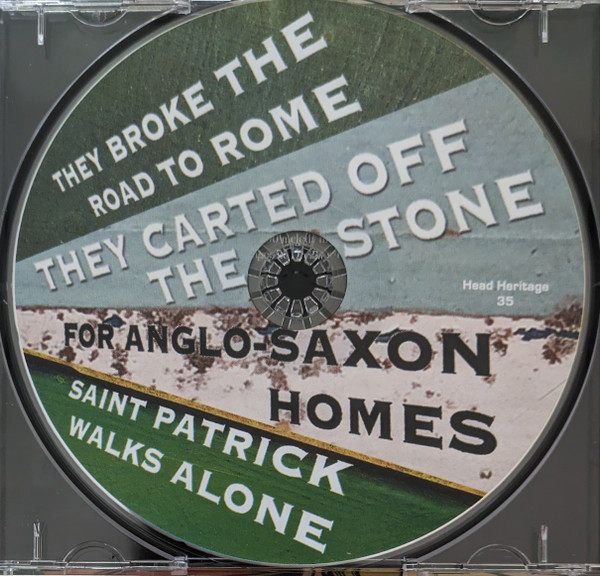 THEY BROKE THE
ROAD TO ROME
THEY CARTED OFF
THE STONE
Head Heritage
35
FOR ANGLO-SAXON
HOMES
SAINT PATRICK
WALKS ALONE